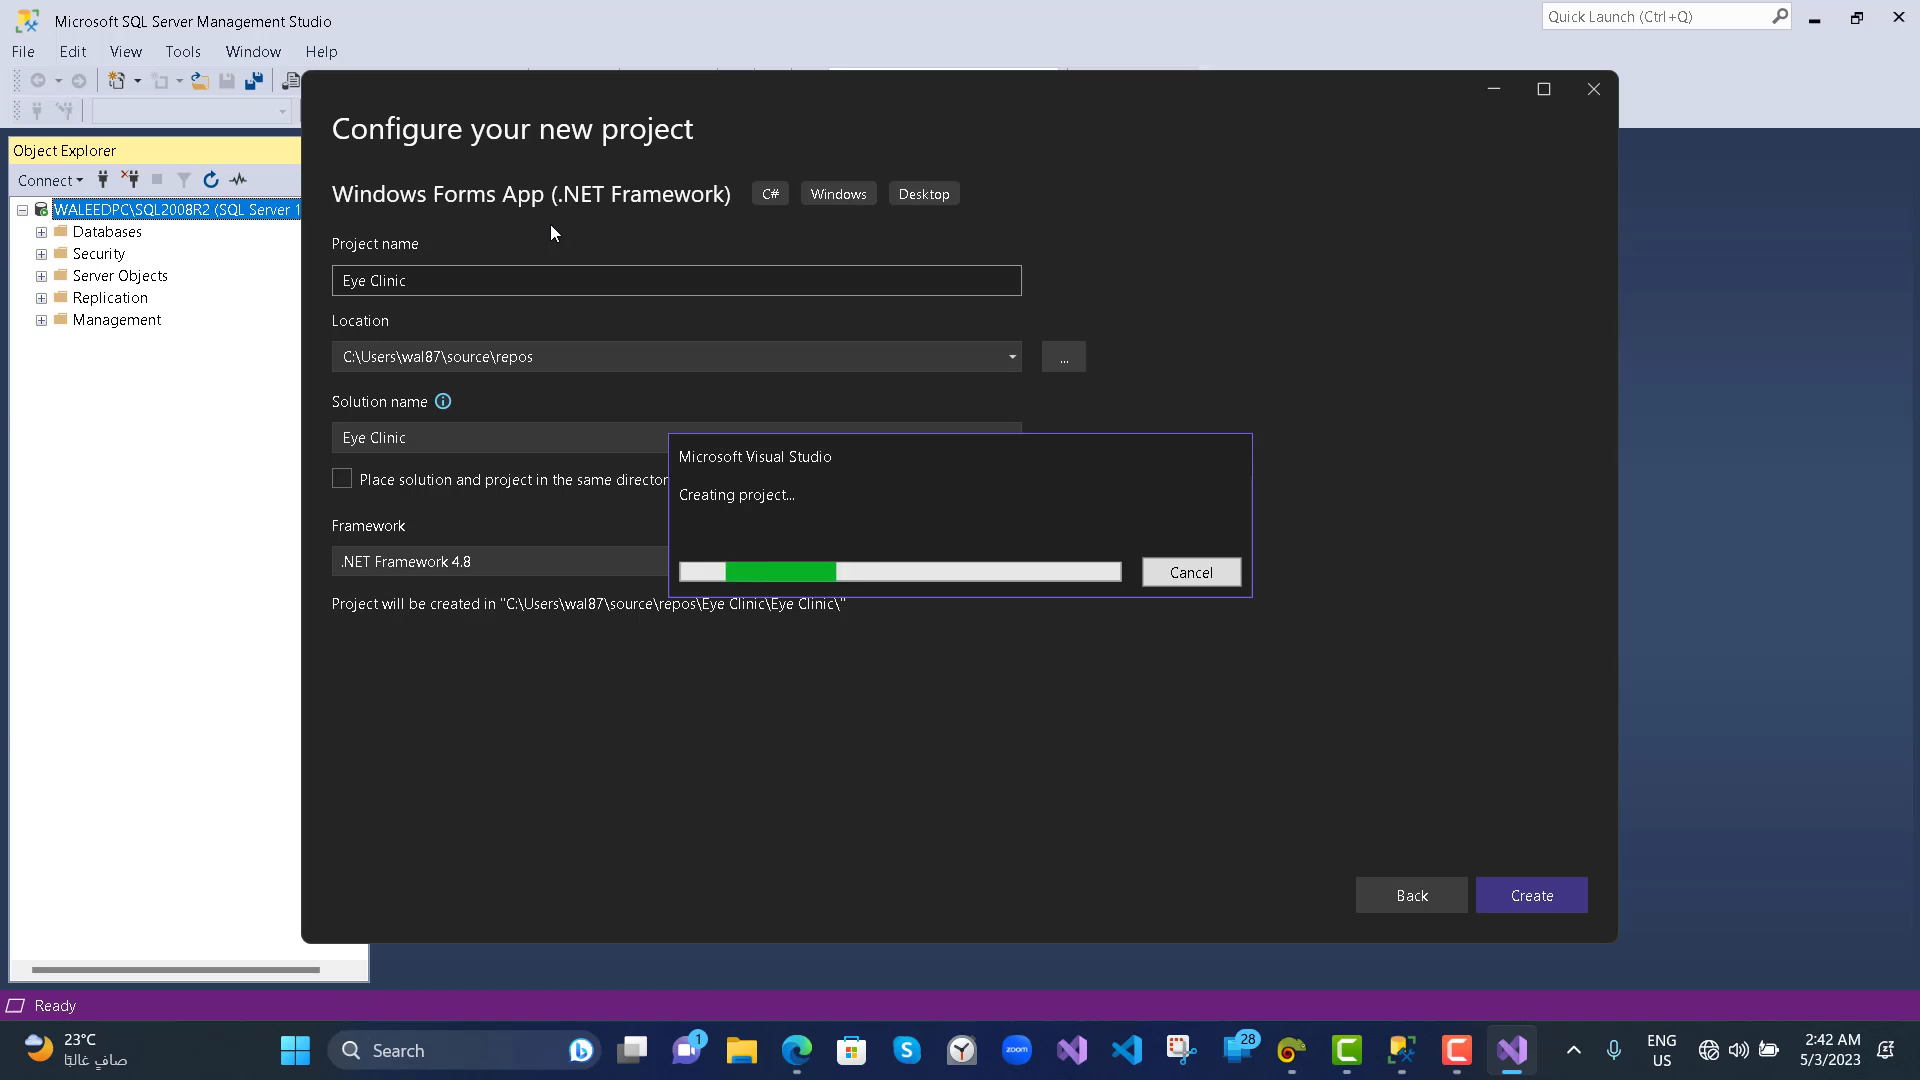 Microsoft SQL Server Management Studio
Quick Launch (Ctrl+Q)
File Edit View Tools Window Help
Object Explorer
Connect
WALEEDPC\SQL2008R2 (SQL Server 1
Databases
Security
Server Objects
Replication
Management
Configure your new project
Windows Forms App (.NET Framework) C# Windows Desktop
Project name
Eye Clinic
Location
C:\Users\wal87\source\repos
...
Solution name
Eye Clinic
Place solution and project in the same director
Framework
.NET Framework 4.8
Project will be created in "C:\Users\wal87\source\repos\Eye Clinic\Eye Clinic\"
Microsoft Visual Studio
Creating project...
Cancel
Back Create
Ready
23°C
صافٍ غالبًا
Search
1
zoom
28
ENG
US
2:42 AM
5/3/2023